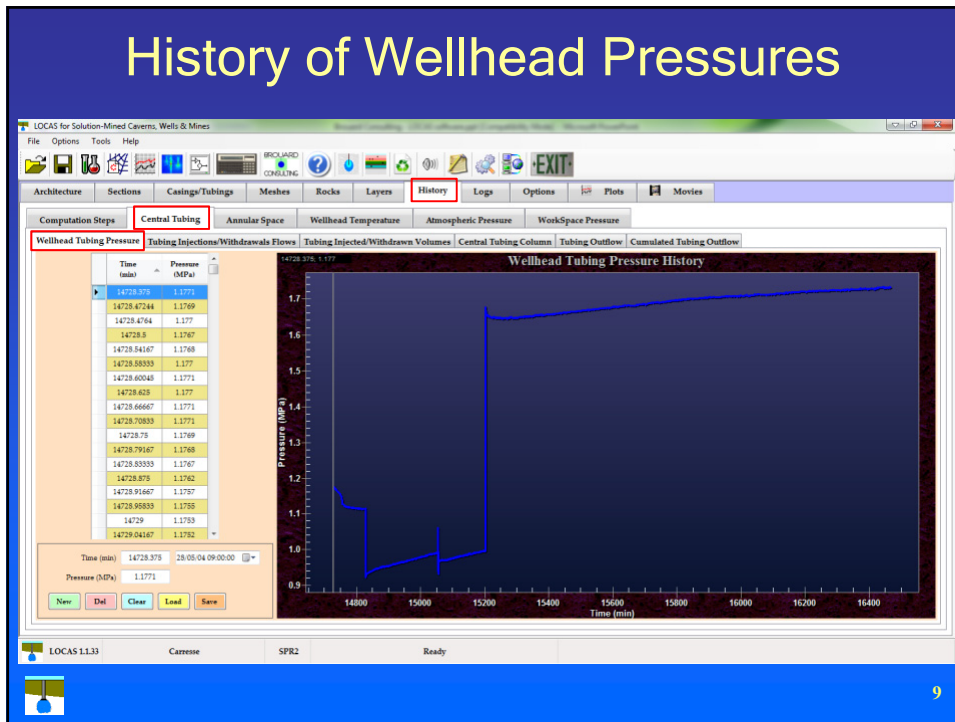 History of Wellhead Pressures
LOCAS for Solution-Mined Caverns, Wells & Mines
File Options Tools Help
BROUARD CONSULTING
EXIT
Architecture Sections Casings/Tubings Meshes Rocks Layers History Logs Options Plots Movies
Computation Steps Central Tubing Annular Space Wellhead Temperature Atmospheric Pressure WorkSpace Pressure
Wellhead Tubing Pressure Tubing Injections/Withdrawals Flows Tubing Injected/Withdrawn Volumes Central Tubing Column Tubing Outflow Cumulated Tubing Outflow
Time (min) Pressure (MPa)
14728.375 1.1771
14728.47244 1.1769
14728.4764 1.177
14728.5 1.1767
14728.54167 1.1768
14728.58333 1.177
14728.60045 1.1771
14728.625 1.177
14728.66667 1.1771
14728.70833 1.1771
14728.75 1.1769
14728.79167 1.1768
14728.83333 1.1767
14728.875 1.1762
14728.91667 1.1757
14728.95833 1.1755
14729 1.1753
14729.04167 1.1752
Time (min) 14728.375 28/05/04 09:00:00
Pressure (MPa) 1.1771
New Del Clear Load Save
14728.375; 1.177
Wellhead Tubing Pressure History
Pressure (MPa)
1.7
1.6
1.5
1.4
1.3
1.2
1.1
1.0
0.9
14800 15000 15200 15400 15600 15800 16000 16200 16400
Time (min)
LOCAS 1.1.33 Carresse SPR2 Ready
9